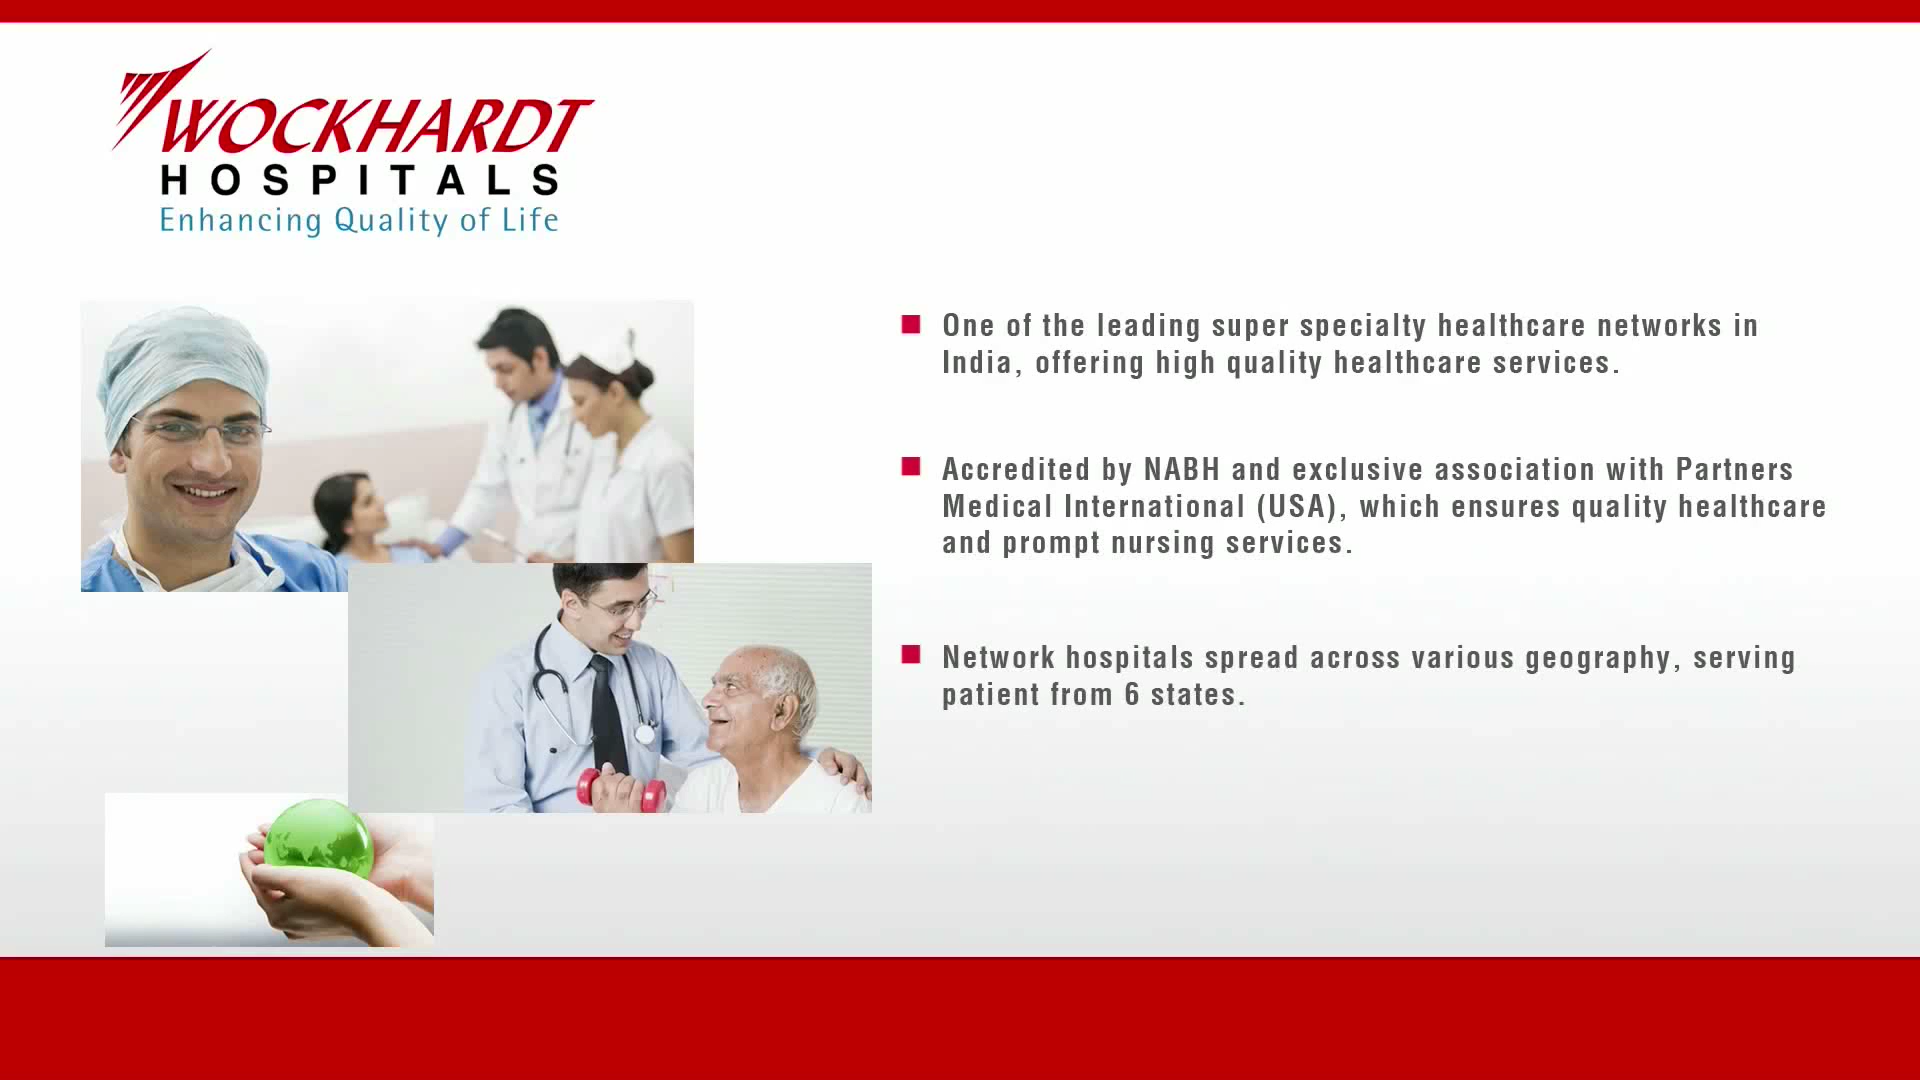 WOCKHARDT
HOSPITALS
Enhancing Quality of Life
One of the leading super specialty healthcare networks in
India, offering high quality healthcare services.
Accredited by NABH and exclusive association with Partners
Medical International (USA), which ensures quality healthcare
and prompt nursing services.
Network hospitals spread across various geography, serving
patient from 6 states.